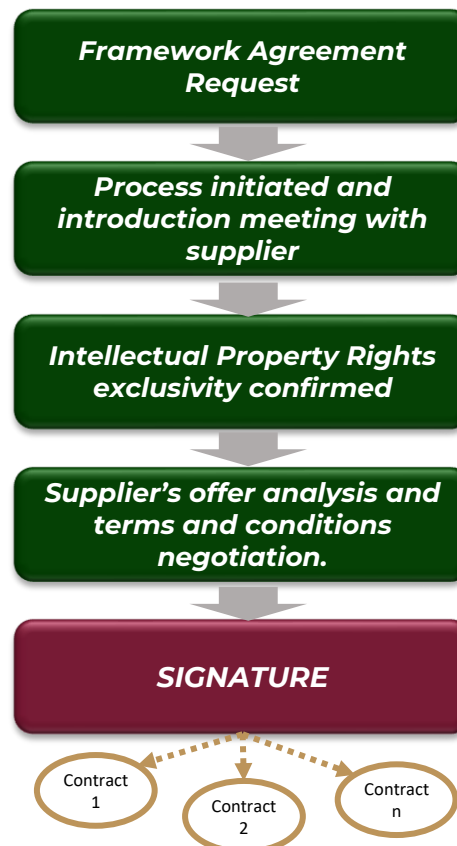 Framework Agreement
Request
Process initiated and
introduction meeting with
supplier
Intellectual Property Rights
exclusivity confirmed
Supplier’s offer analysis and
terms and conditions
negotiation.
SIGNATURE
Contract
1
Contract
2
Contract
n